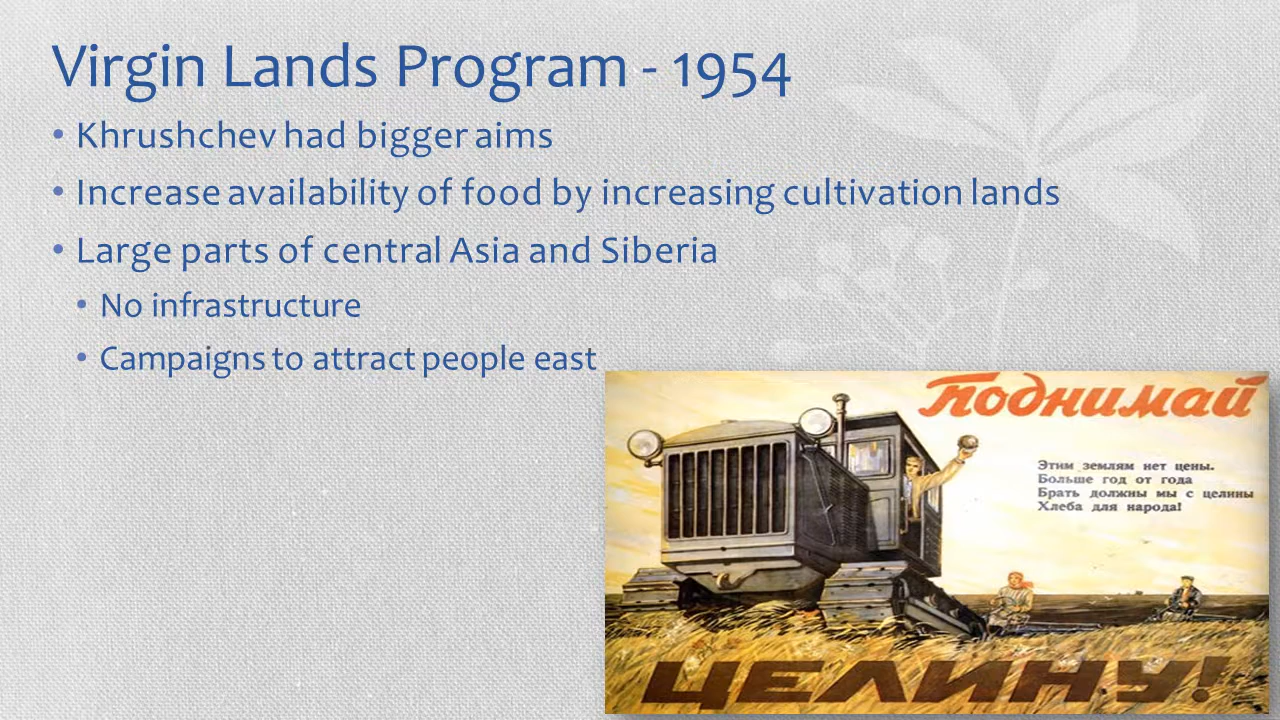 Virgin Lands Program - 1954
• Khrushchev had bigger aims
• Increase availability of food by increasing cultivation lands
• Large parts of central Asia and Siberia
• No infrastructure
• Campaigns to attract people east
Поднимай
Этим землям нет цены.
Больше год от года
Брать должны мы с целины
Хлеба для народа!
ЦЕЛИНУ!